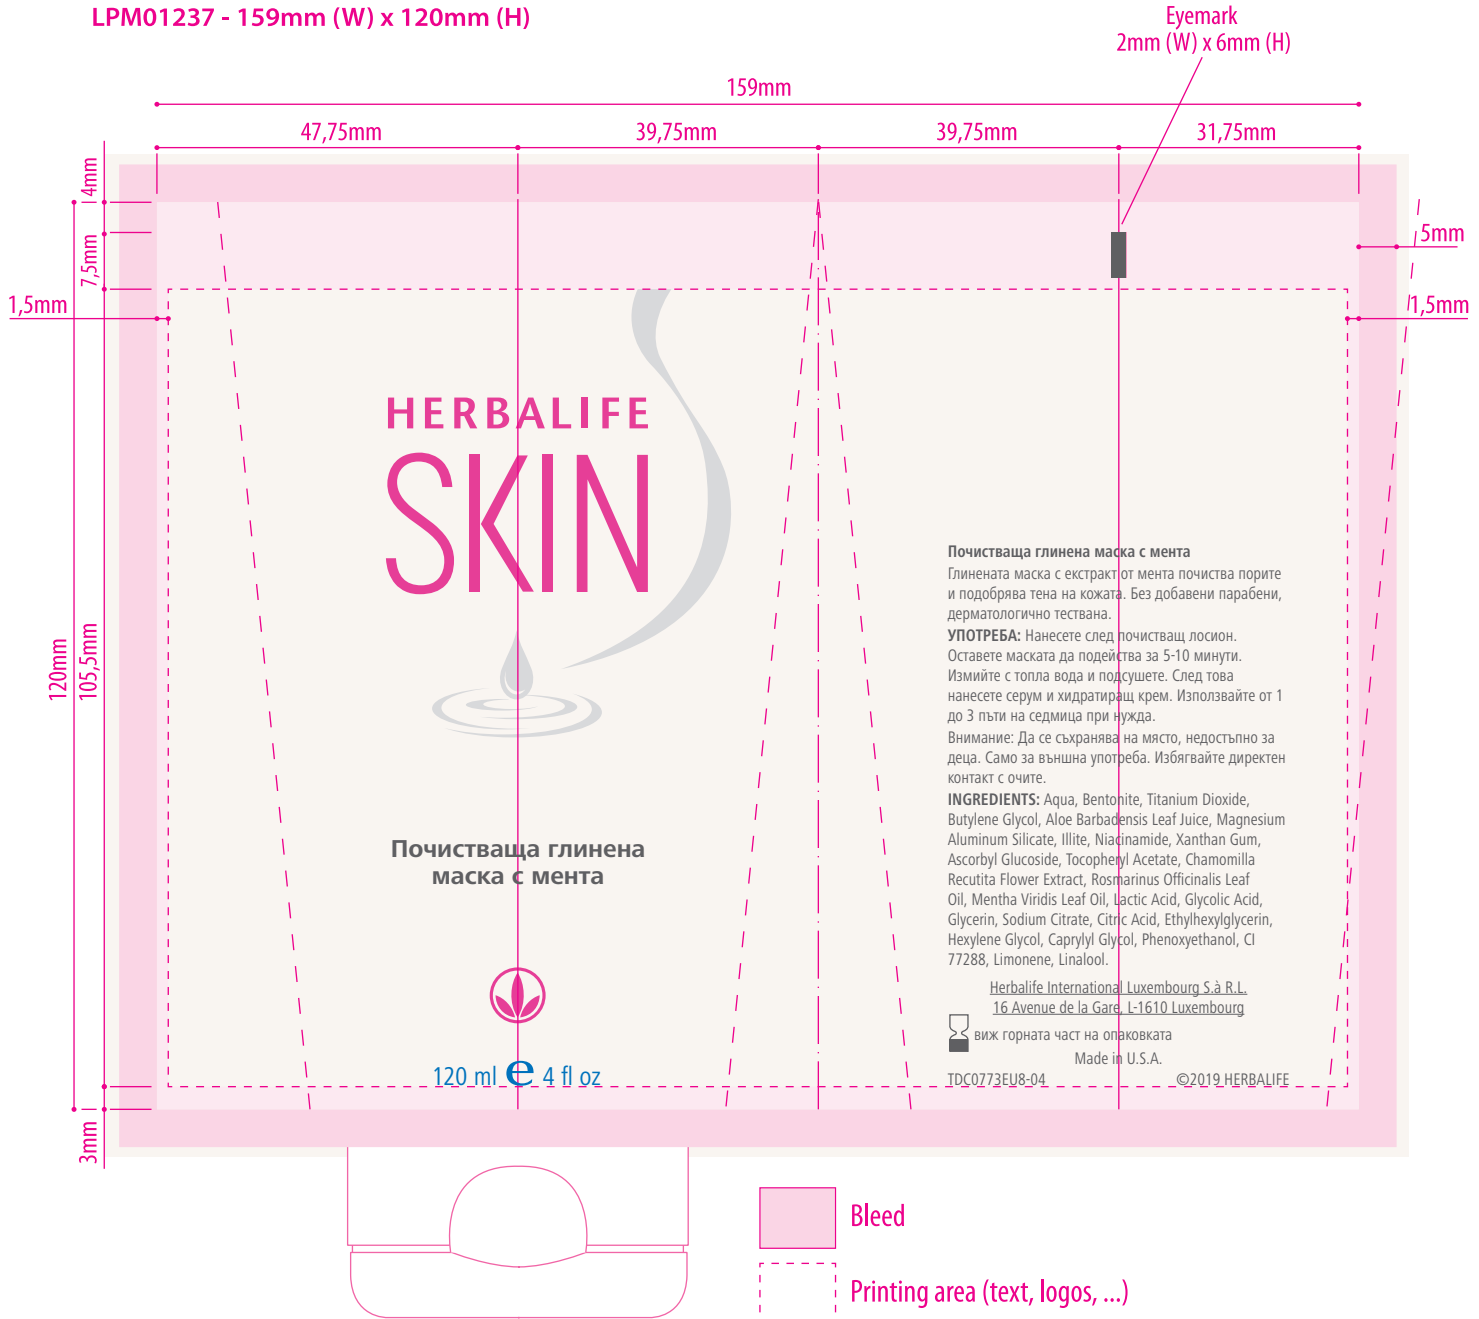 LPM01237 - 159mm (W) x 120mm (H)
Eyemark
2mm (W) x 6mm (H)
159mm
47,75mm
39,75mm
39,75mm
31,75mm
4mm
7,5mm
5mm
1,5mm
1,5mm
120mm
105,5mm
3mm
HERBALIFE
SKIN
Почистваща глинена
маска с мента
120 ml ℮ 4 fl oz
Почистваща глинена маска с мента
Глинената маска с екстракт от мента почиства порите
и подобрява тена на кожата. Без добавени парабени,
дерматологично тествана.
УПОТРЕБА: Нанесете след почистващ лосион.
Оставете маската да подейства за 5-10 минути.
Измийте с топла вода и подсушете. След това
нанесете серум и хидратиращ крем. Използвайте от 1
до 3 пъти на седмица при нужда.
Внимание: Да се съхранява на място, недостъпно за
деца. Само за външна употреба. Избягвайте директен
контакт с очите.
INGREDIENTS: Aqua, Bentonite, Titanium Dioxide,
Butylene Glycol, Aloe Barbadensis Leaf Juice, Magnesium
Aluminum Silicate, Illite, Niacinamide, Xanthan Gum,
Ascorbyl Glucoside, Tocopheryl Acetate, Chamomilla
Recutita Flower Extract, Rosmarinus Officinalis Leaf
Oil, Mentha Viridis Leaf Oil, Lactic Acid, Glycolic Acid,
Glycerin, Sodium Citrate, Citric Acid, Ethylhexylglycerin,
Hexylene Glycol, Caprylyl Glycol, Phenoxyethanol, CI
77288, Limonene, Linalool.
Herbalife International Luxembourg S.à R.L.
16 Avenue de la Gare, L-1610 Luxembourg
виж горната част на опаковката
Made in U.S.A.
TDC0773EU8-04 ©2019 HERBALIFE
Bleed
Printing area (text, logos, ...)